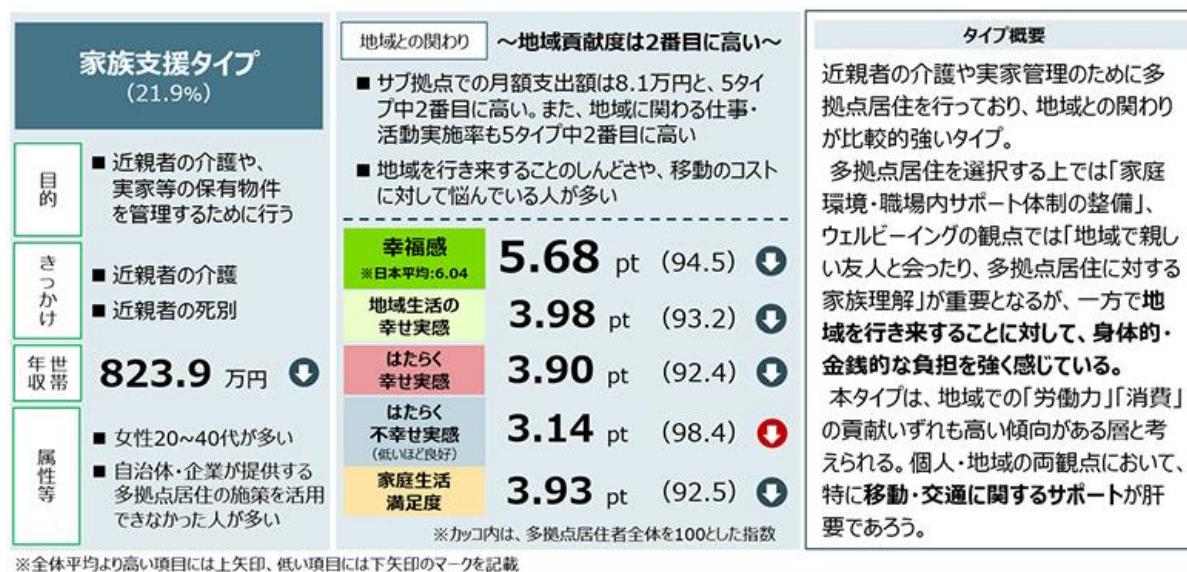 家族支援タイプ
(21.9%)
目的
■ 近親者の介護や、
実家等の保有物件
を管理するために行う
きっかけ
■ 近親者の介護
■ 近親者の死別
世帯年収
823.9 万円
属性等
■ 女性20~40代が多い
■ 自治体・企業が提供する
多拠点居住の施策を活用
できなかった人が多い
地域との関わり
~地域貢献度は2番目に高い~
■ サブ拠点での月額支出額は8.1万円と、5タイ
プ中2番目に高い。また、地域に関わる仕事・
活動実施率も5タイプ中2番目に高い
■ 地域を行き来することのしんどさや、移動のコスト
に対して悩んでいる人が多い
幸福感
※日本平均:6.04
5.68 pt (94.5)
地域生活の
幸せ実感
3.98 pt (93.2)
はたらく
幸せ実感
3.90 pt (92.4)
はたらく
不幸せ実感
(低いほど良好)
3.14 pt (98.4)
家庭生活
満足度
3.93 pt (92.5)
※カッコ内は、多拠点居住者全体を100とした指数
タイプ概要
近親者の介護や実家管理のために多
拠点居住を行っており、地域との関わり
が比較的強いタイプ。
多拠点居住を選択する上では「家庭
環境・職場内サポート体制の整備」、
ウェルビーイングの観点では「地域で親し
い友人と会ったり、多拠点居住に対する
家族理解」が重要となるが、一方で地
域を行き来することに対して、身体的・
金銭的な負担を強く感じている。
本タイプは、地域での「労働力」「消費」
の貢献いずれも高い傾向がある層と考
えられる。個人・地域の両観点において、
特に移動・交通に関するサポートが肝
要であろう。
※全体平均より高い項目には上矢印、低い項目には下矢印のマークを記載